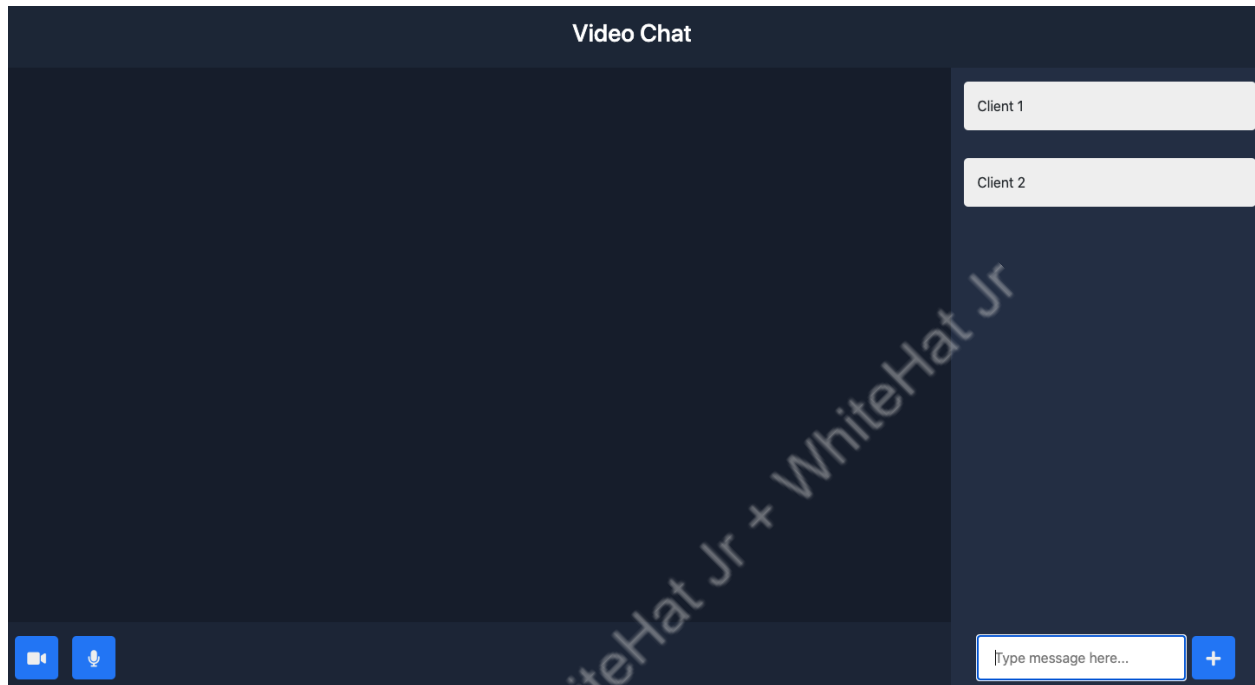 Video Chat
Client 1
Client 2
WhiteHat Jr + WhiteHat Jr
Type message here...